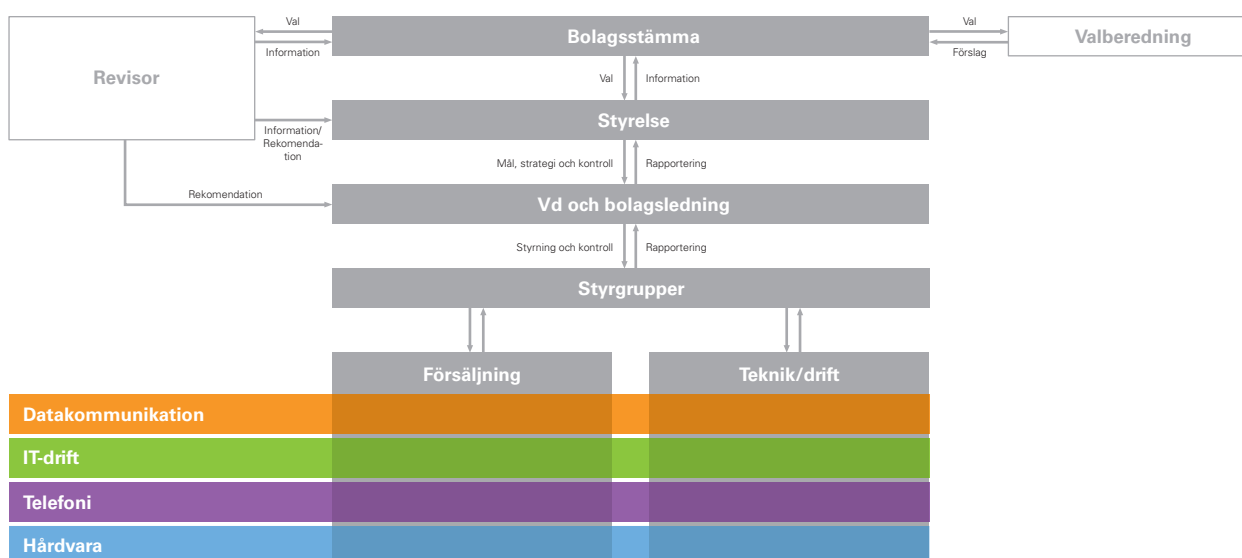 Val
Bolagsstämma
Val
Valberedning
Information
Förslag
Revisor
Val
Information
Styrelse
Information/
Rekomenda-
tion
Mål, strategi och kontroll
Rapportering
Rekomendation
Vd och bolagsledning
Styrning och kontroll
Rapportering
Styrgrupper
Försäljning
Teknik/drift
Datakommunikation
IT-drift
Telefoni
Hårdvara